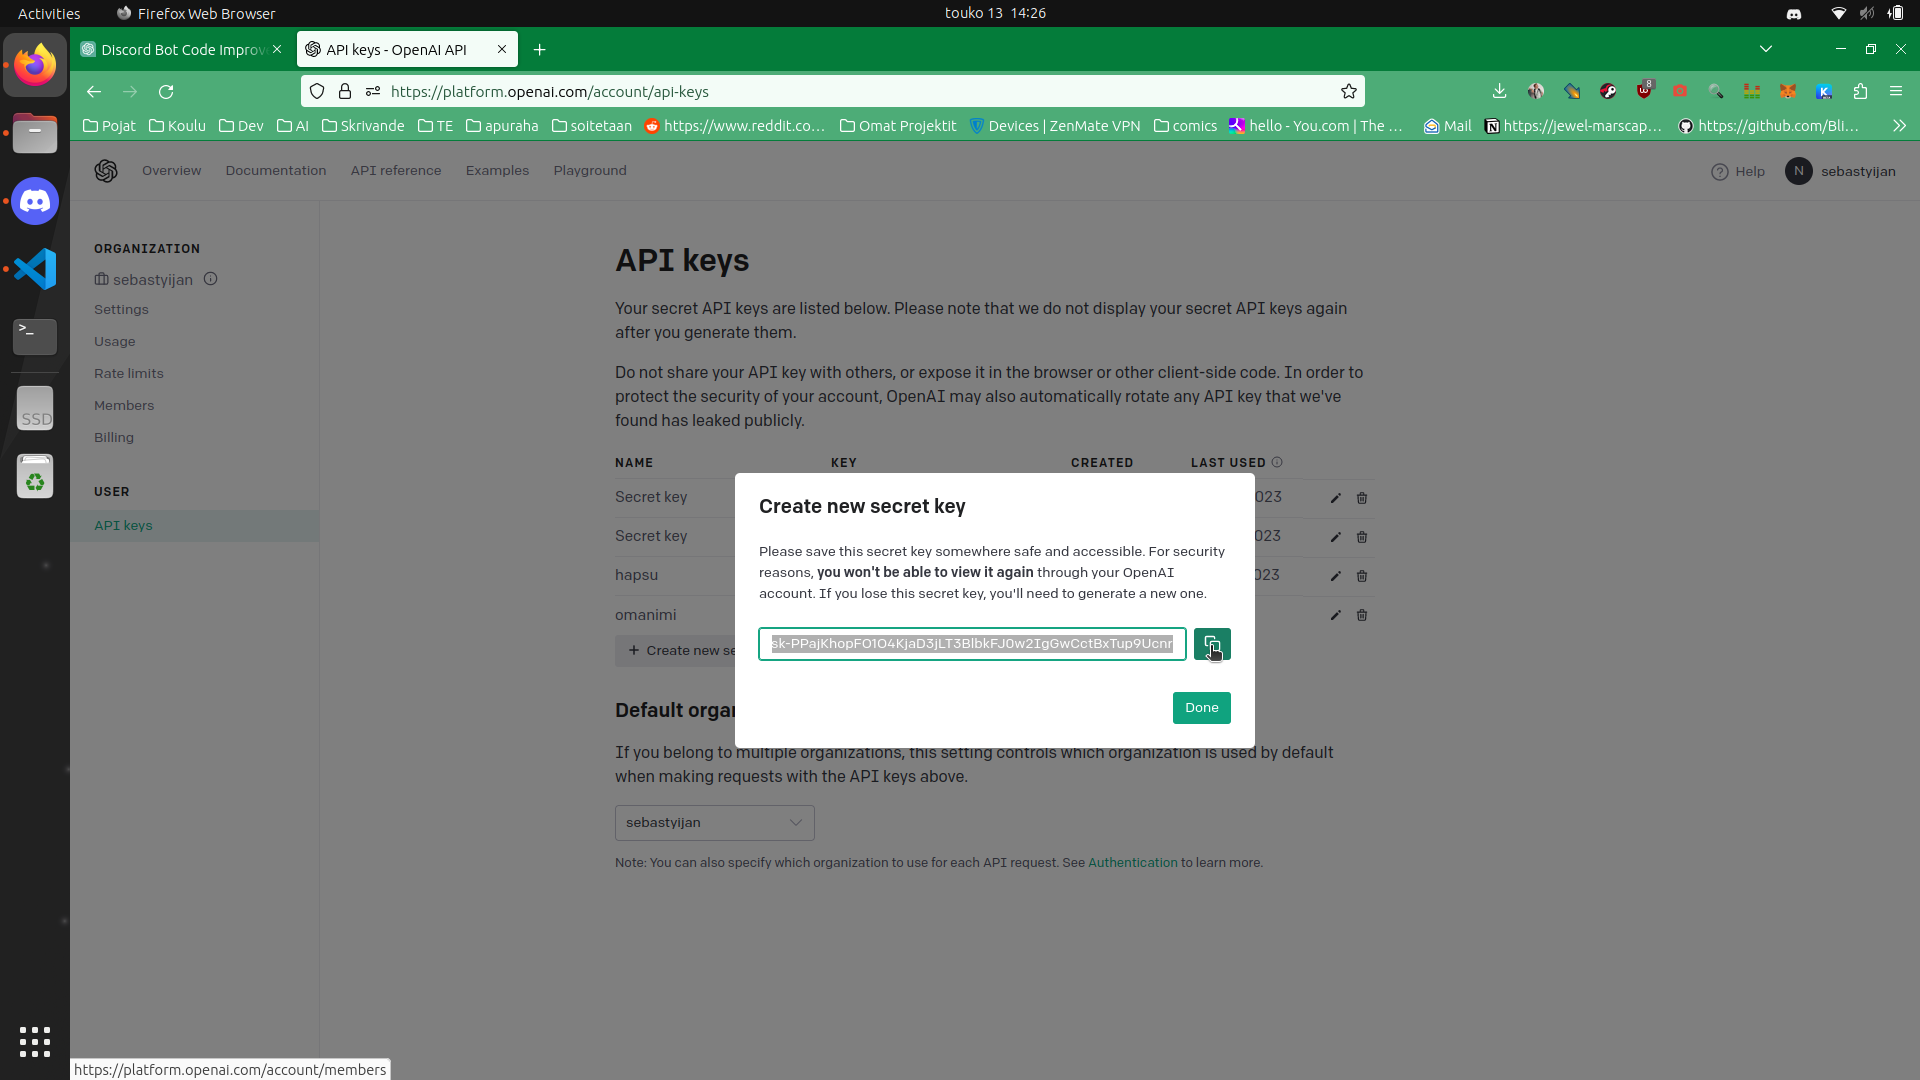 Activities
Firefox Web Browser
touko 13 14:26
Discord Bot Code Improv
API keys - OpenAI API
https://platform.openai.com/account/api-keys
8
Pojat
Koulu
Dev
AI
Skrivande
TE
apuraha
soitetaan
https://www.reddit.co…
Omat Projektit
Devices | ZenMate VPN
comics
hello - You.com | The …
Mail
https://jewel-marscap…
https://github.com/Bli…
Overview
Documentation
API reference
Examples
Playground
Help
N
sebastyijan
ORGANIZATION
sebastyijan
Settings
Usage
Rate limits
Members
Billing
USER
API keys
SSD
API keys
Your secret API keys are listed below. Please note that we do not display your secret API keys again
after you generate them.
Do not share your API key with others, or expose it in the browser or other client-side code. In order to
protect the security of your account, OpenAI may also automatically rotate any API key that we've
found has leaked publicly.
NAME KEY CREATED LAST USED
Secret key 023
Secret key 023
hapsu 023
omanimi
+ Create new se
Create new secret key
Please save this secret key somewhere safe and accessible. For security
reasons, you won't be able to view it again through your OpenAI
account. If you lose this secret key, you'll need to generate a new one.
Done
Default organ
If you belong to multiple organizations, this setting controls which organization is used by default
when making requests with the API keys above.
sebastyijan
Note: You can also specify which organization to use for each API request. See Authentication to learn more.
https://platform.openai.com/account/members